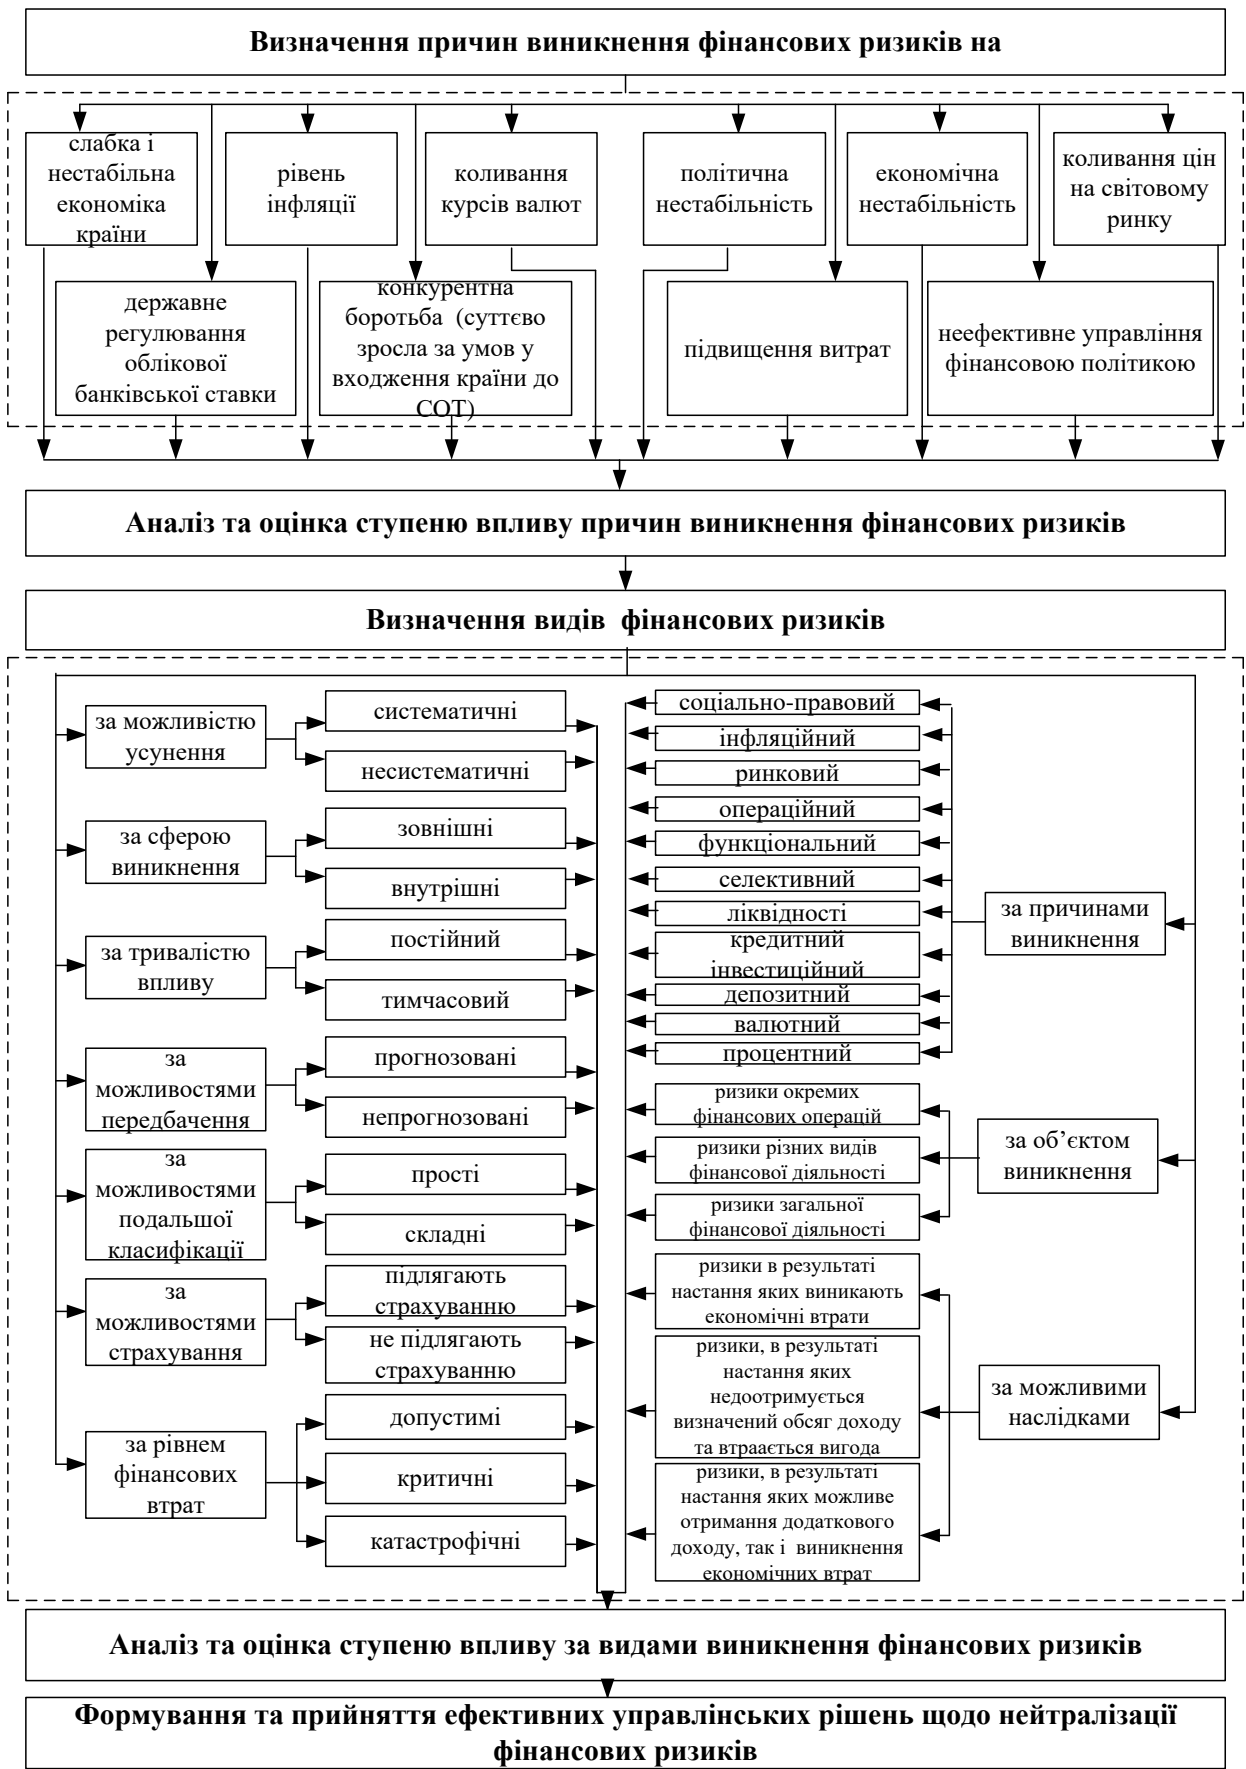 Визначення причин виникнення фінансових ризиків на
слабка і
нестабільна
економіка
країни
рівень
інфляції
коливання
курсів валют
політична
нестабільність
економічна
нестабільність
коливання цін
на світовому
ринку
державне
регулювання
облікової
банківської ставки
конкурентна
боротьба (суттєво
зросла за умов у
входження країни до
СОТ)
підвищення витрат
неефективне управління
фінансовою політикою
Аналіз та оцінка ступеню впливу причин виникнення фінансових ризиків
Визначення видів фінансових ризиків
за можливістю
усунення
систематичні
несистематичні
за сферою
виникнення
зовнішні
внутрішні
за тривалістю
впливу
постійний
тимчасовий
за
можливостями
передбачення
прогнозовані
непрогнозовані
за
можливостями
подальшої
класифікації
прості
складні
за
можливостями
страхування
підлягають
страхуванню
не підлягають
страхуванню
за рівнем
фінансових
втрат
допустимі
критичні
катастрофічні
соціально-правовий
інфляційний
ринковий
операційний
функціональний
селективний
ліквідності
кредитний
інвестиційний
депозитний
валютний
процентний
за причинами
виникнення
ризики окремих
фінансових операцій
ризики різних видів
фінансової діяльності
ризики загальної
фінансової діяльності
за об’єктом
виникнення
ризики в результаті
настання яких виникають
економічні втрати
ризики, в результаті
настання яких
недоотримується
визначений обсяг доходу
та втраається вигода
ризики, в результаті
настання яких можливе
отримання додаткового
доходу, так і виникнення
економічних втрат
за можливими
наслідками
Аналіз та оцінка ступеню впливу за видами виникнення фінансових ризиків
Формування та прийняття ефективних управлінських рішень щодо нейтралізації
фінансових ризиків